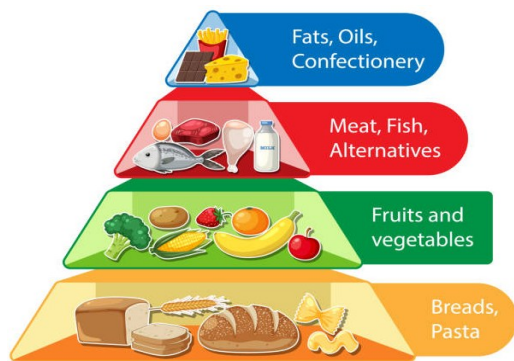 Fats, Oils,
Confectionery
Meat, Fish,
Alternatives
MILK
Fruits and
vegetables
Breads,
Pasta